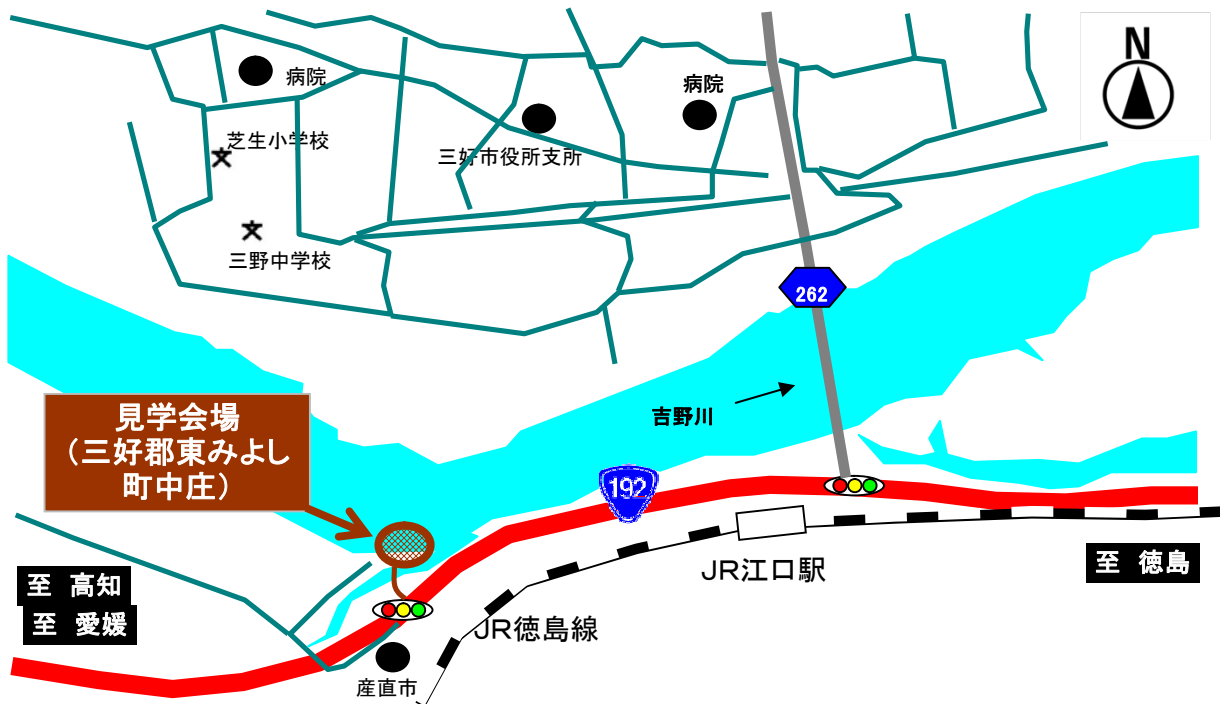 N
病院
病院
芝生小学校
三好市役所支所
三野中学校
262
見学会場
（三好郡東みよし
町中庄）
吉野川
192
JR江口駅
至　徳島
至　高知
至　愛媛
JR徳島線
産直市